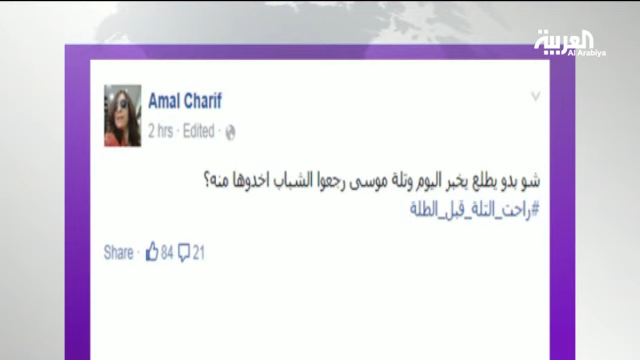 العربية
Al Arabiya
Amal Charif
2 hrs · Edited ·
شو بدو يطلع يخبر اليوم وتلة موسى رجعوا الشباب اخدوها منه؟
#راحت_التلة_قبل_الطلة
Share · 84 21